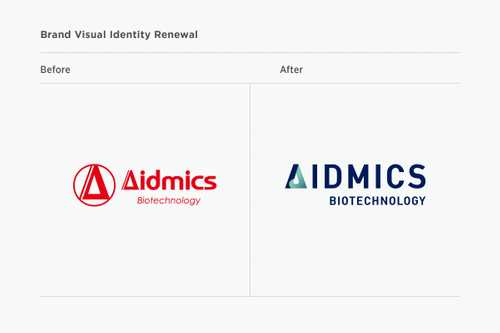 Brand Visual Identity Renewal
Before
After
Aidmics
Biotechnology
AIDMICS
BIOTECHNOLOGY